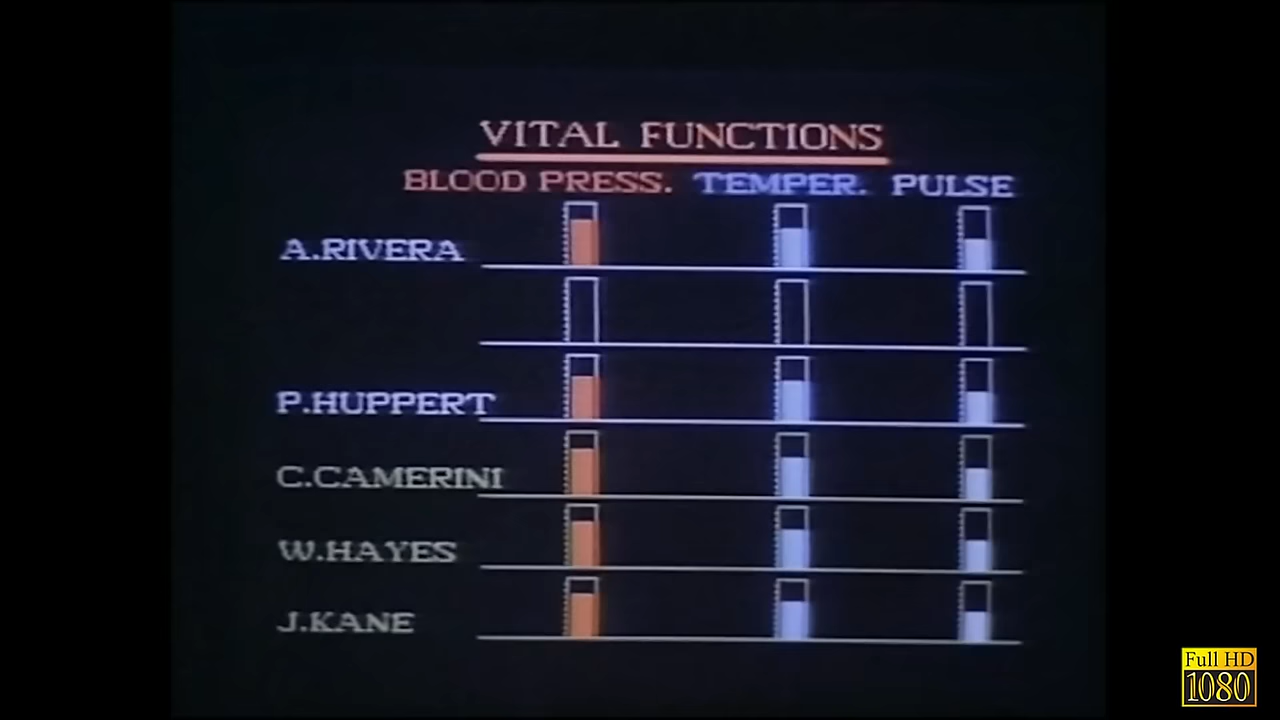 VITAL FUNCTIONS
BLOOD PRESS. TEMPER. PULSE
A.RIVERA
P.HUPPERT
C.CAMERINI
W.HAYES
J.KANE
Full HD
1080